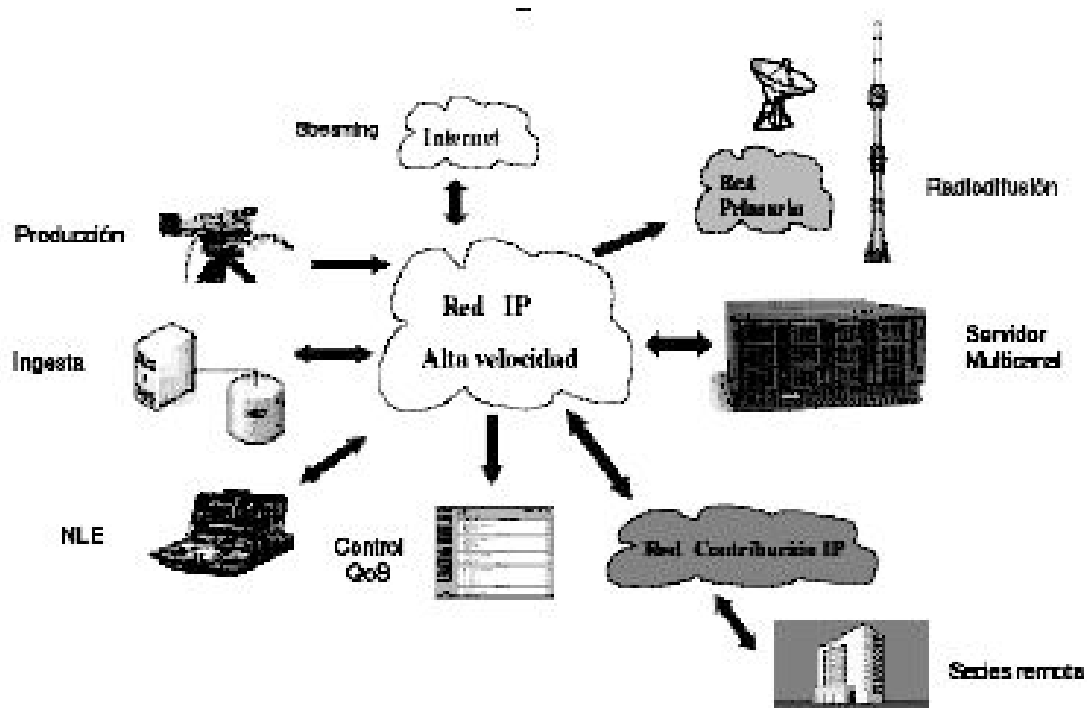 Streaming
Internet
Red
Primaria
Radiodifusión
Producción
Red IP
Alta velocidad
Servidor
Multicanal
Ingesta
NLE
Control
QoS
Red Contribución IP
Sedes remota